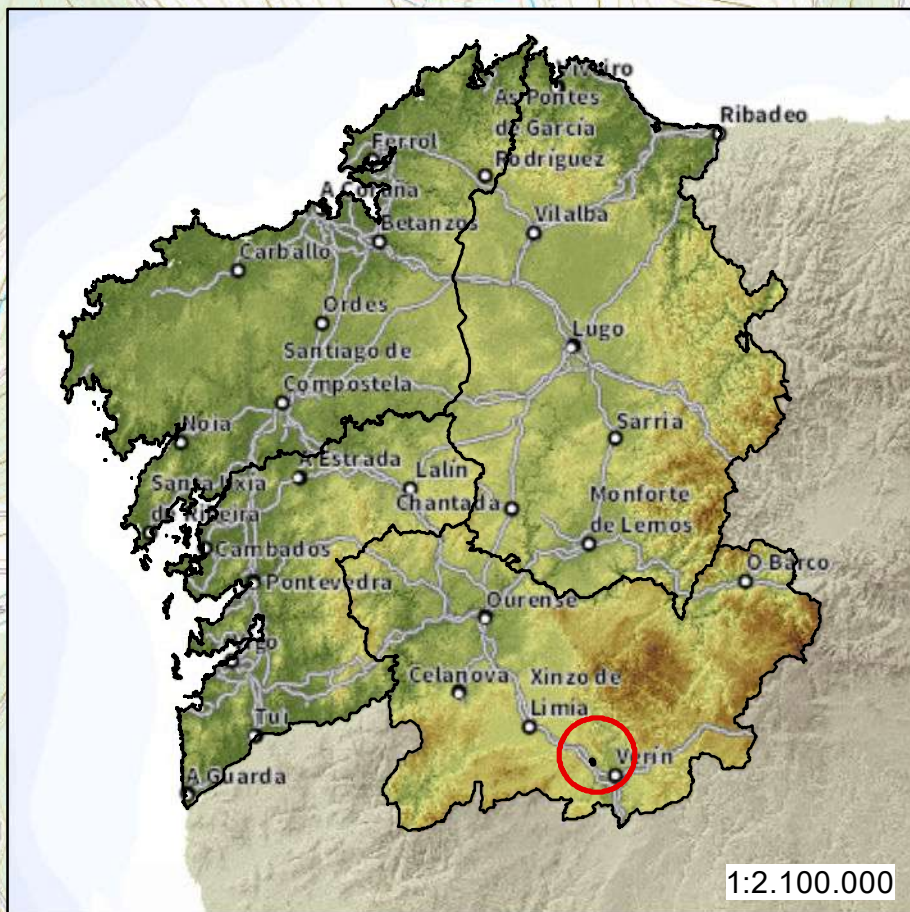 Viveiro
As Pontes
de García
Rodríguez
Ribadeo
Ferrol
A Coruña
Betanzos
Vilalba
Carballo
Ordes
Lugo
Santiago de
Compostela
Noia
Sarria
A Estrada
Lalín
Santa Uxia
de Ribeira
Chantada
Monforte
de Lemos
Cambados
O Barco
Pontevedra
Ourense
Vigo
Celanova
Xinzo de
Limia
Tui
Verín
A Guarda
1:2.100.000